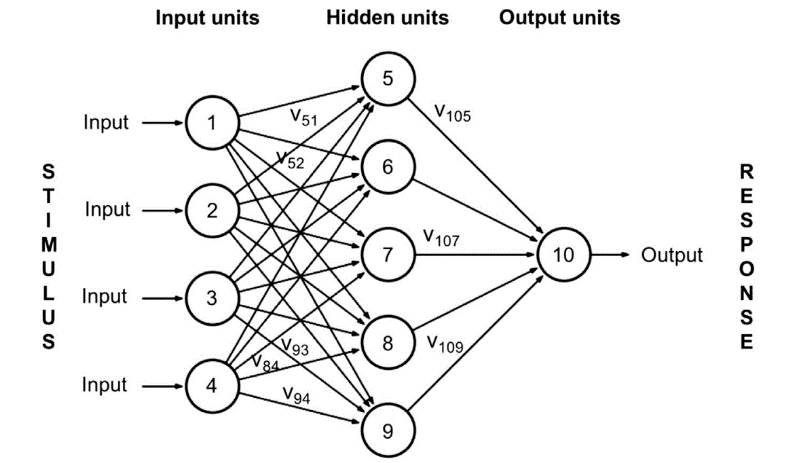 Input units
Hidden units
Output units
STIMULUS
Input
Input
Input
Input
1
2
3
4
v51
v52
v93
v84
v94
5
6
7
8
9
v105
v107
v109
10
Output
RESPONSE